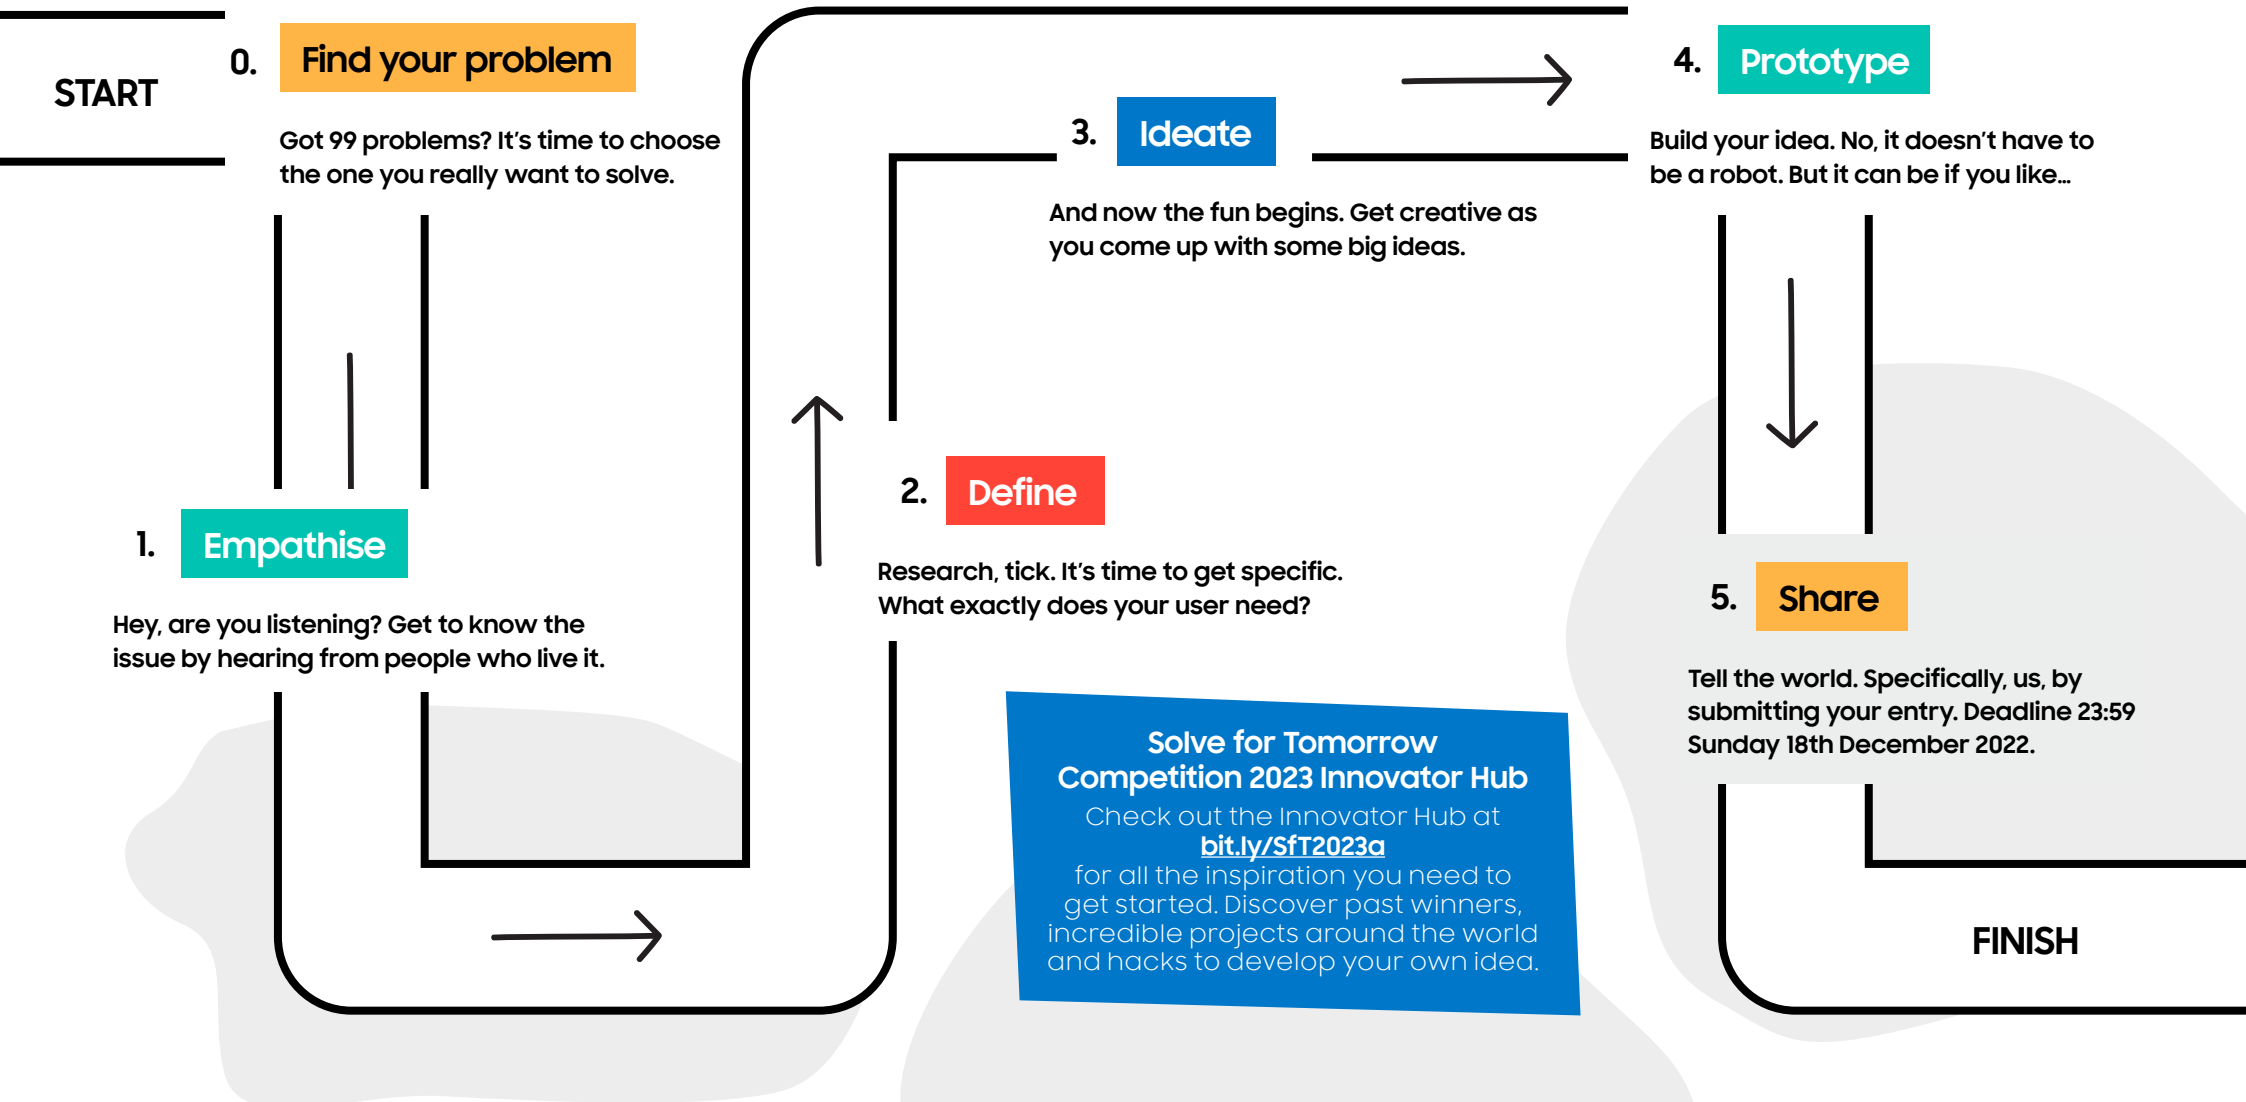 START
0.
Find your problem
Got 99 problems? It’s time to choose
the one you really want to solve.
1.
Empathise
Hey, are you listening? Get to know the
issue by hearing from people who live it.
2.
Define
Research, tick. It’s time to get specific.
What exactly does your user need?
3.
Ideate
And now the fun begins. Get creative as
you come up with some big ideas.
4.
Prototype
Build your idea. No, it doesn’t have to
be a robot. But it can be if you like...
5.
Share
Tell the world. Specifically, us, by
submitting your entry. Deadline 23:59
Sunday 18th December 2022.
FINISH
Solve for Tomorrow
Competition 2023 Innovator Hub
Check out the Innovator Hub at
bit.ly/SfT2023a
for all the inspiration you need to
get started. Discover past winners,
incredible projects around the world
and hacks to develop your own idea.